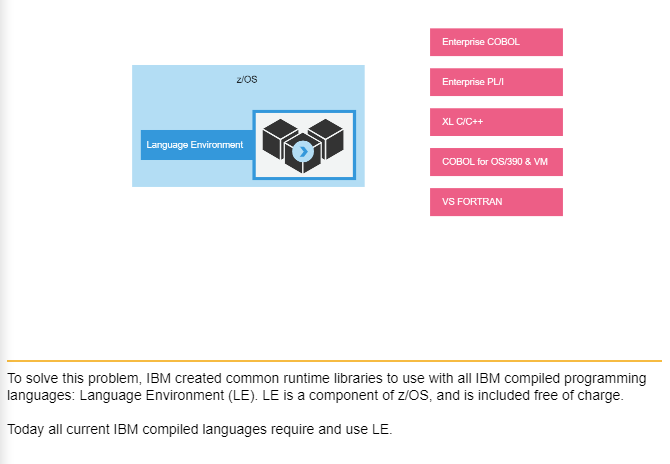 z/OS
Language Environment
Enterprise COBOL
Enterprise PL/I
XL C/C++
COBOL for OS/390 & VM
VS FORTRAN
To solve this problem, IBM created common runtime libraries to use with all IBM compiled programming
languages: Language Environment (LE). LE is a component of z/OS, and is included free of charge.
Today all current IBM compiled languages require and use LE.